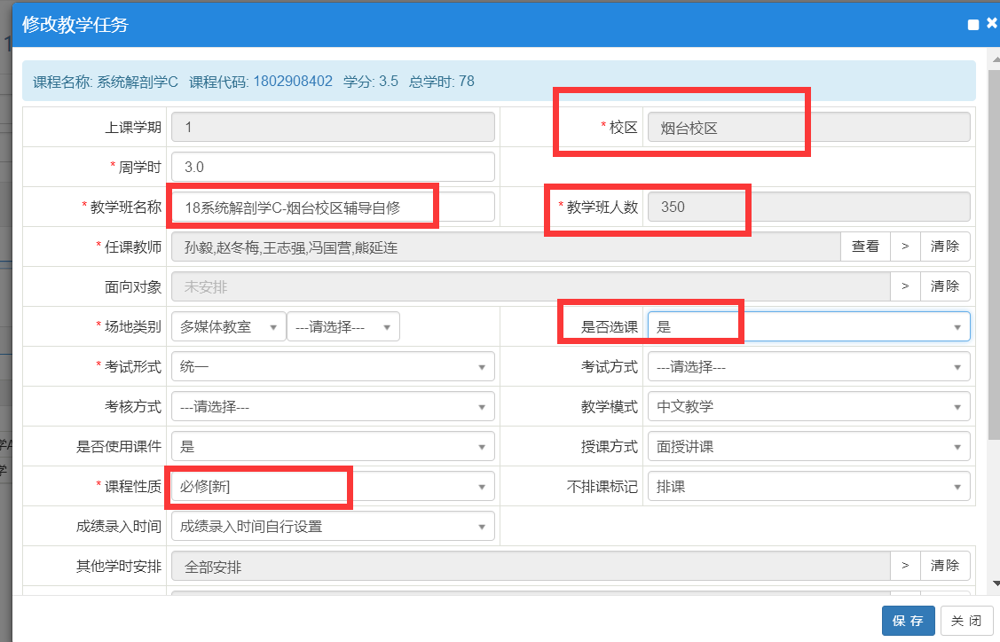 修改教学任务
课程名称: 系统解剖学C 课程代码: 1802908402 学分: 3.5 总学时: 78
上课学期 1 * 校区 烟台校区
* 周学时 3.0
* 教学班名称 18系统解剖学C-烟台校区辅导自修 * 教学班人数 350
* 任课教师 孙毅,赵冬梅,王志强,冯国营,熊延连 查看 > 清除
面向对象 未安排 > 清除
* 场地类别 多媒体教室 ---请选择--- 是否选课 是
* 考试形式 统一 考试方式 ---请选择---
考核方式 ---请选择--- 教学模式 中文教学
是否使用课件 是 授课方式 面授讲课
* 课程性质 必修[新] 不排课标记 排课
成绩录入时间 成绩录入时间自行设置
其他学时安排 全部安排 > 清除
保 存 关 闭